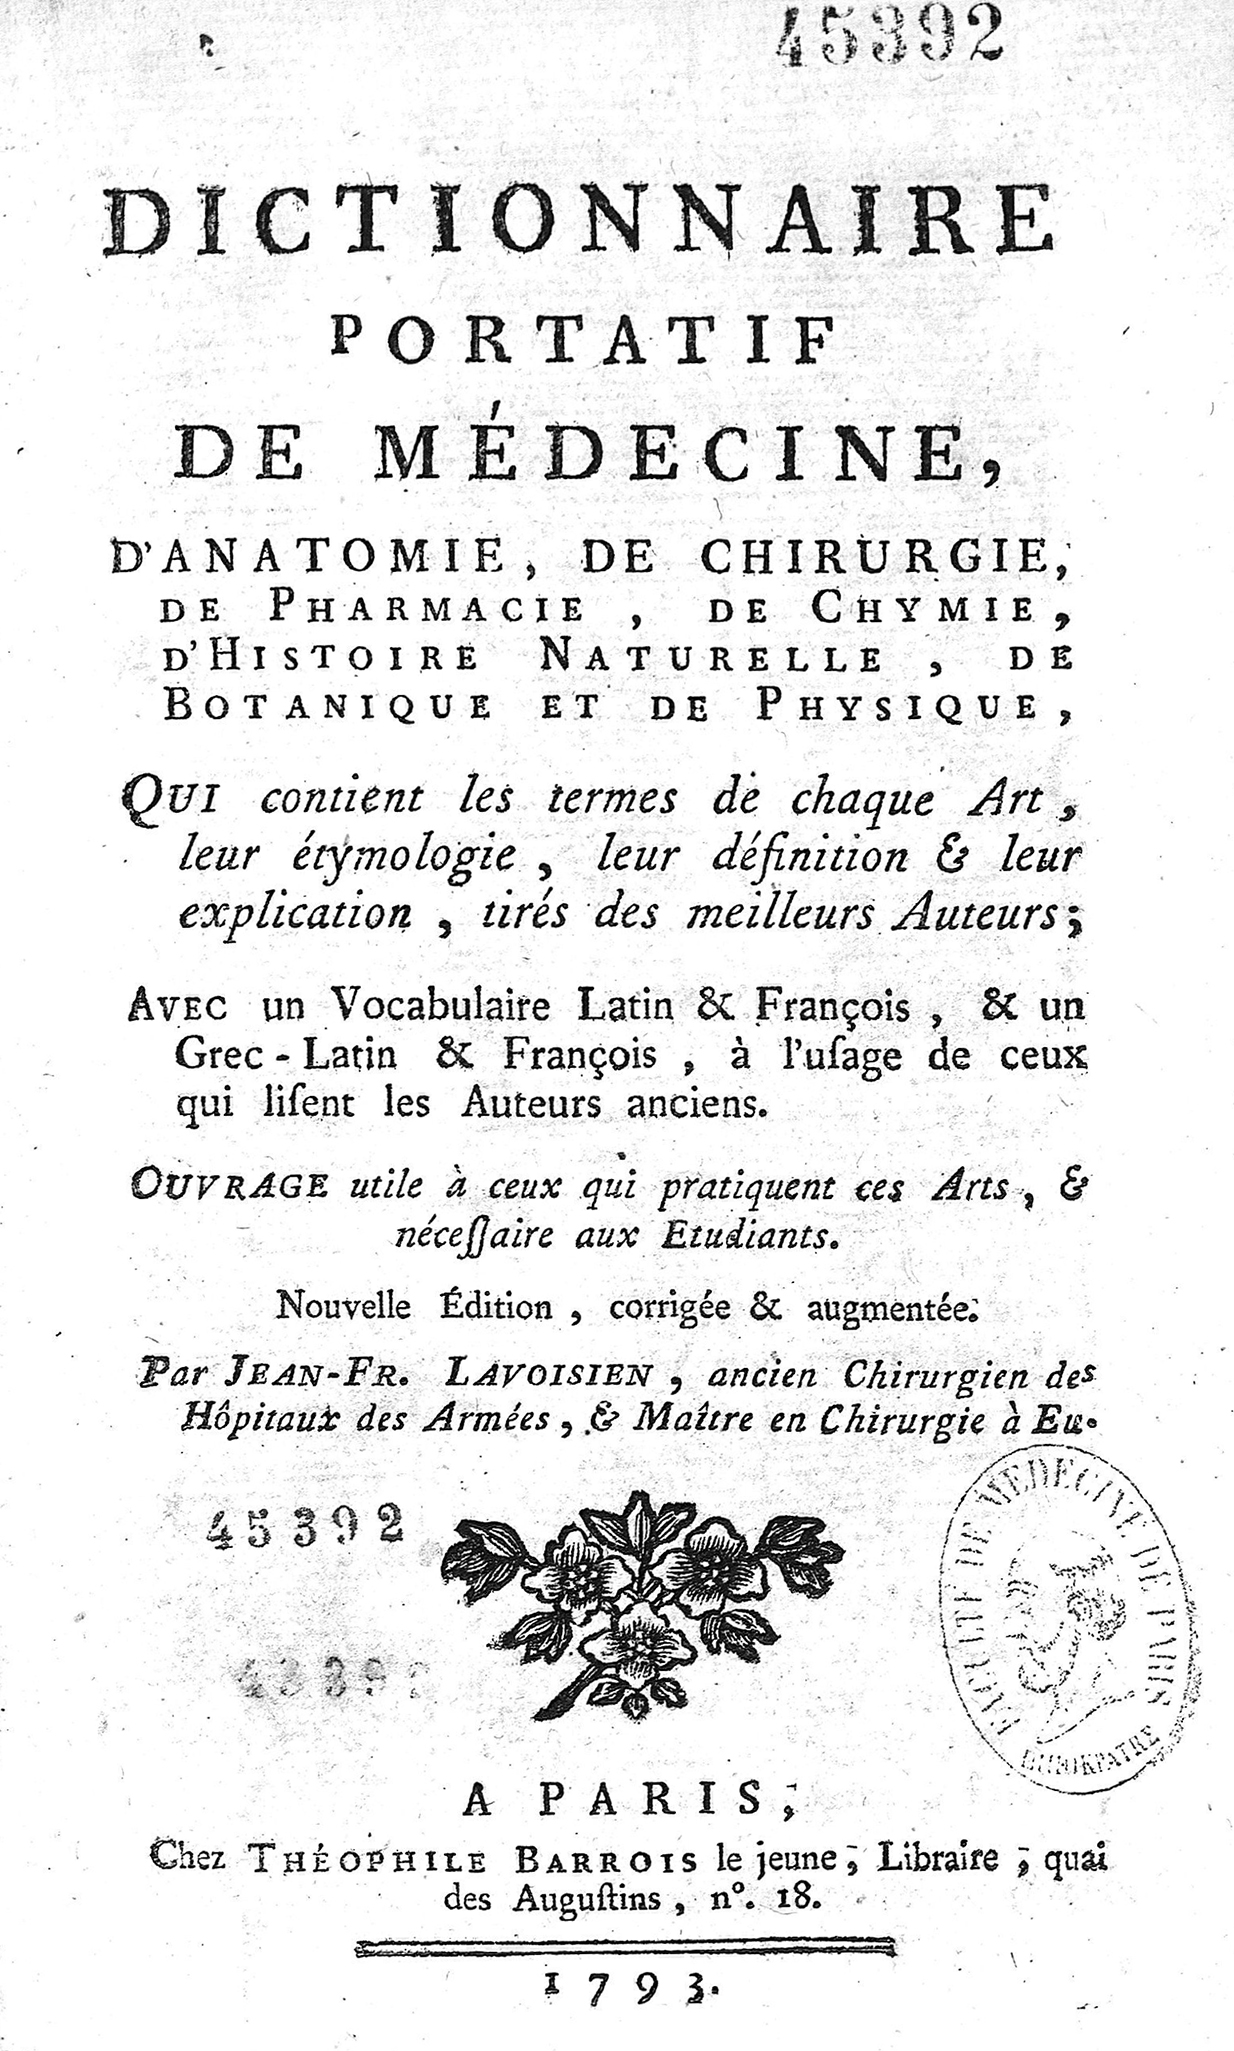 45392
DICTIONNAIRE
PORTATIF
DE MÉDECINE,
D'ANATOMIE, DE CHIRURGIE,
DE PHARMACIE, DE CHYMIE,
D'HISTOIRE NATURELLE, DE
BOTANIQUE ET DE PHYSIQUE,
QUI contient les termes de chaque Art,
leur étymologie, leur définition & leur
explication, tirés des meilleurs Auteurs;
AVEC un Vocabulaire Latin & François, & un
Grec-Latin & François, à l'uſage de ceux
qui liſent les Auteurs anciens.
OUVRAGE utile à ceux qui pratiquent ces Arts, &
néceſſaire aux Etudiants.
Nouvelle Édition, corrigée & augmentée.
Par JEAN-FR. LAVOISIEN, ancien Chirurgien des
Hôpitaux des Armées, & Maître en Chirurgie à Eu.
45392
FACULTÉ DE MEDECINE DE PARIS
45392
A PARIS,
Chez THÉOPHILE BARROIS le jeune, Libraire, quai
des Auguſtins, n°. 18.
1793.